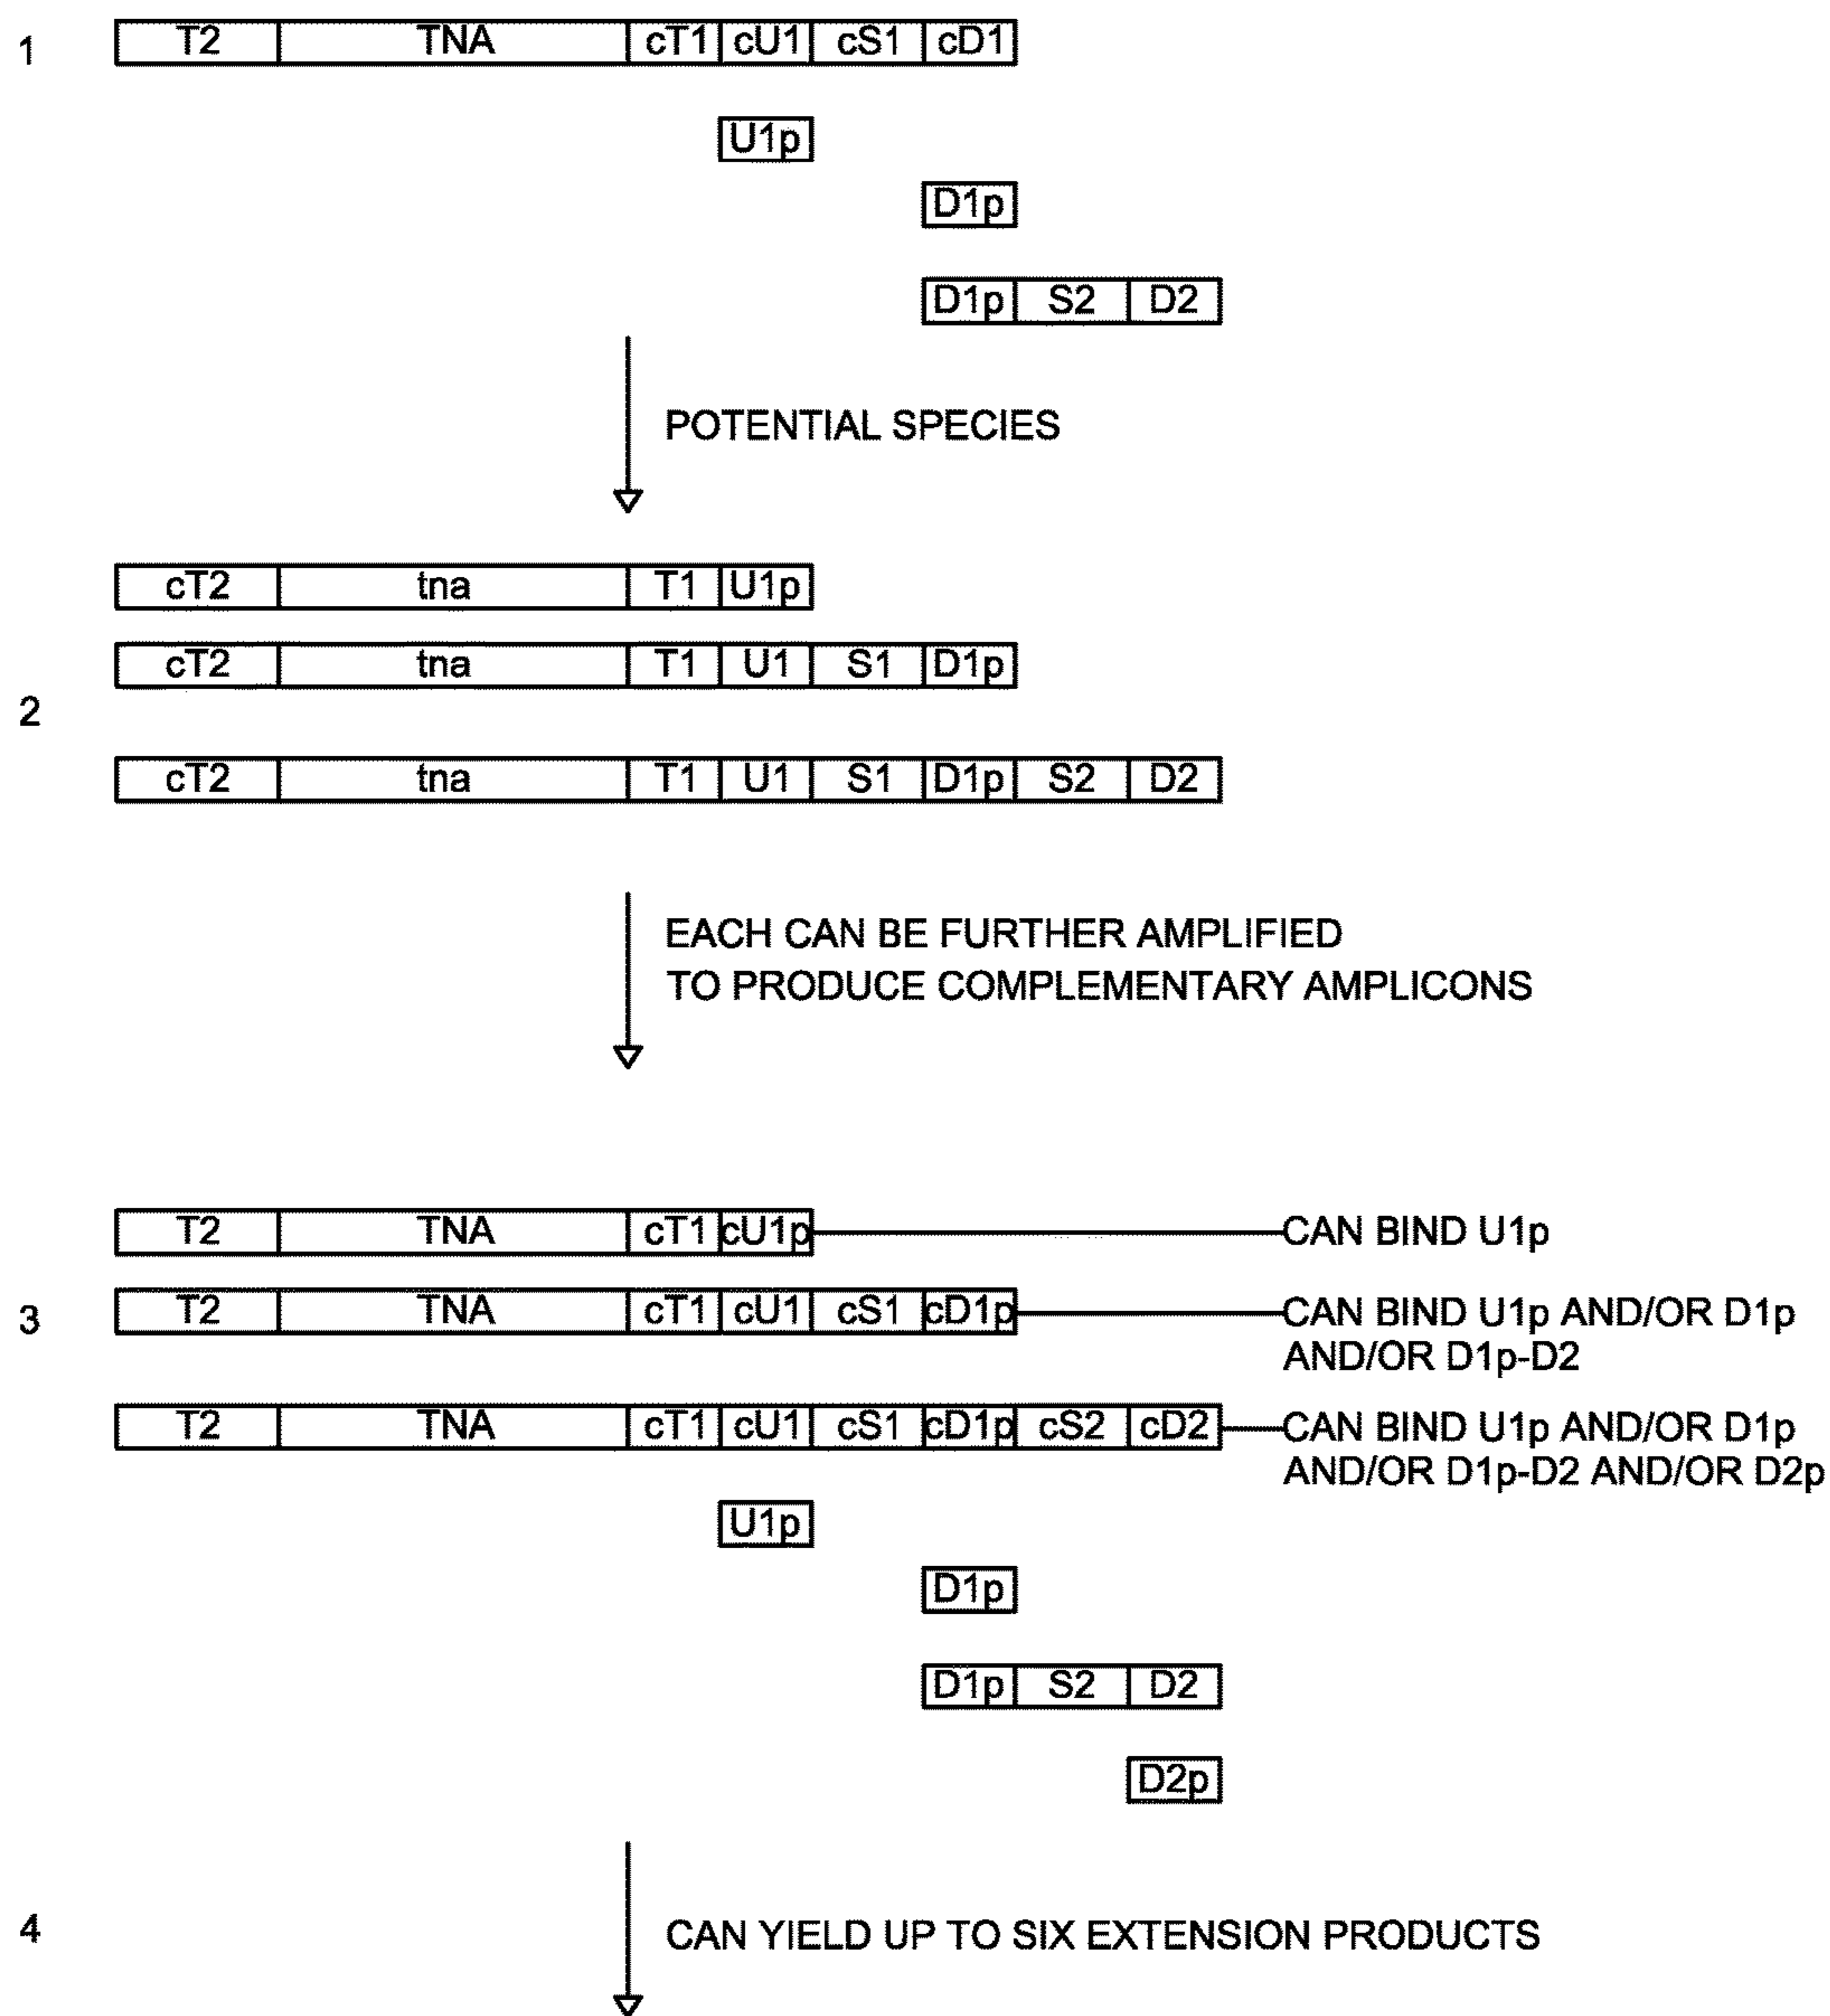 1 T2 TNA cT1 cU1 cS1 cD1
U1p
D1p
D1p S2 D2
POTENTIAL SPECIES
cT2 tna T1 U1p
cT2 tna T1 U1 S1 D1p
2
cT2 tna T1 U1 S1 D1p S2 D2
EACH CAN BE FURTHER AMPLIFIED
TO PRODUCE COMPLEMENTARY AMPLICONS
T2 TNA cT1 cU1p CAN BIND U1p
3 T2 TNA cT1 cU1 cS1 cD1p CAN BIND U1p AND/OR D1p
AND/OR D1p-D2
T2 TNA cT1 cU1 cS1 cD1p cS2 cD2 CAN BIND U1p AND/OR D1p
AND/OR D1p-D2 AND/OR D2p
U1p
D1p
D1p S2 D2
D2p
4 CAN YIELD UP TO SIX EXTENSION PRODUCTS